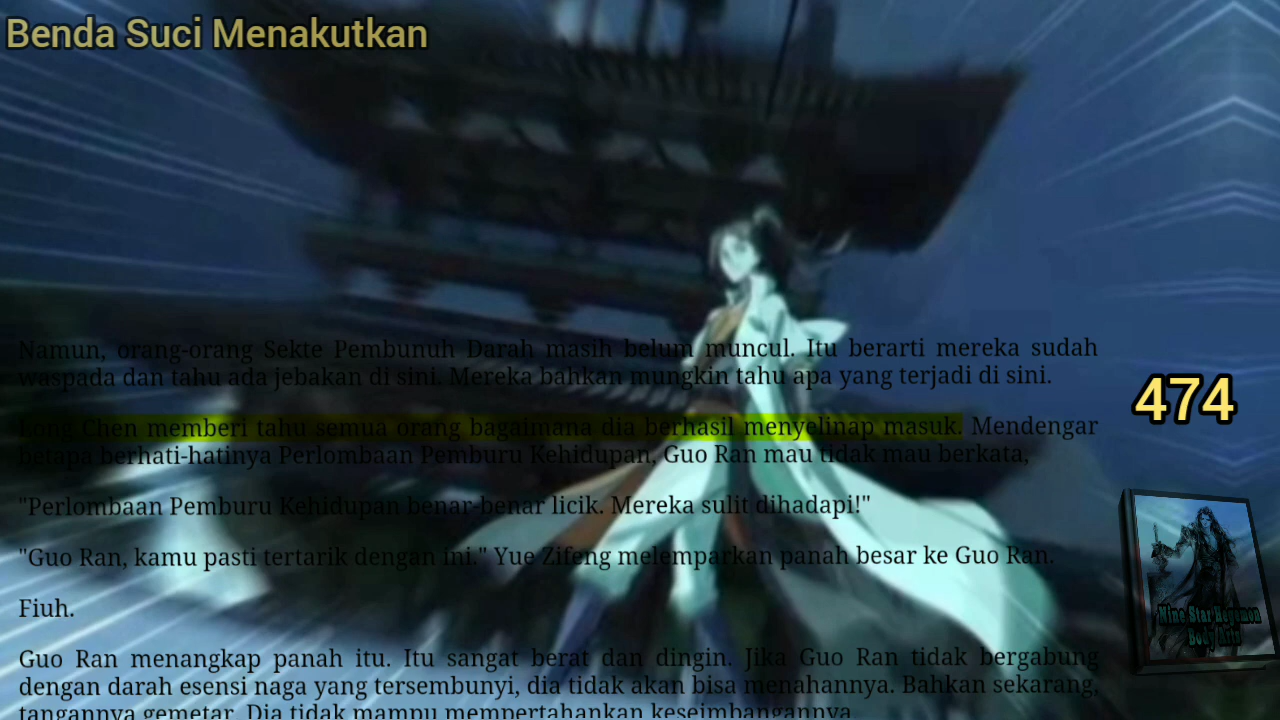 Benda Suci Menakutkan
Namun, orang-orang Sekte Pembunuh Darah masih belum muncul. Itu berarti mereka sudah
waspada dan tahu ada jebakan di sini. Mereka bahkan mungkin tahu apa yang terjadi di sini.
Long Chen memberi tahu semua orang bagaimana dia berhasil menyelinap masuk. Mendengar
betapa berhati-hatinya Perlombaan Pemburu Kehidupan, Guo Ran mau tidak mau berkata,
474
"Perlombaan Pemburu Kehidupan benar-benar licik. Mereka sulit dihadapi!"
"Guo Ran, kamu pasti tertarik dengan ini." Yue Zifeng melemparkan panah besar ke Guo Ran.
Fiuh.
Nine Star Hegemon
Body Arts
Guo Ran menangkap panah itu. Itu sangat berat dan dingin. Jika Guo Ran tidak bergabung
dengan darah esensi naga yang tersembunyi, dia tidak akan bisa menahannya. Bahkan sekarang,
tangannya gemetar. Dia tidak mampu mempertahankan keseimbangannya.